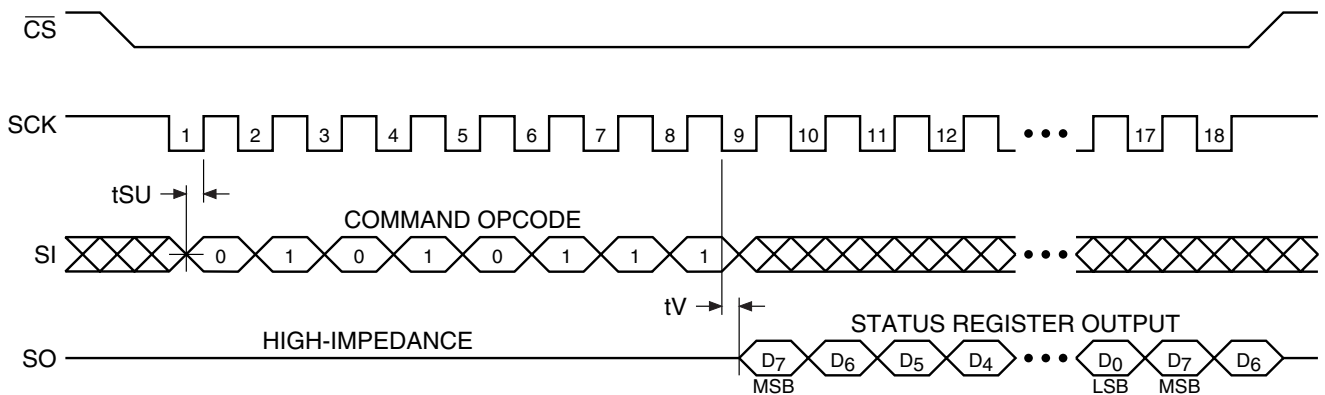 CS
SCK 1 2 3 4 5 6 7 8 9 10 11 12 17 18
tSU
COMMAND OPCODE
SI 0 1 0 1 0 1 1 1
tV
HIGH-IMPEDANCE
STATUS REGISTER OUTPUT
SO D7 D6 D5 D4 D0 D7 D6
MSB LSB MSB